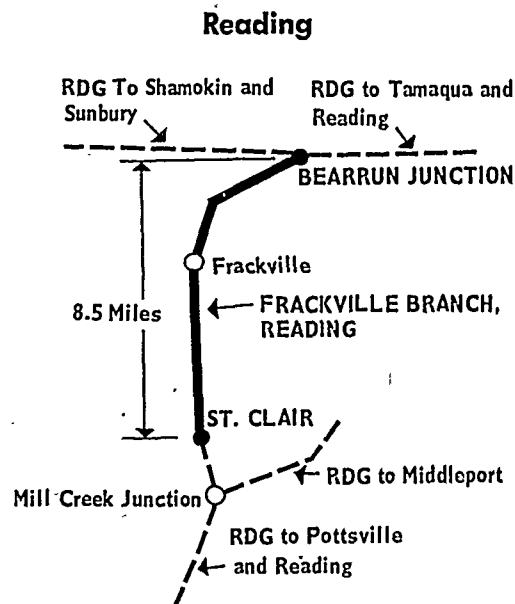 Reading
RDG To Shamokin and
Sunbury
RDG to Tamaqua and
Reading
BEARRUN JUNCTION
Frackville
8.5 Miles
FRACKVILLE BRANCH,
READING
ST. CLAIR
RDG to Middleport
Mill Creek Junction
RDG to Pottsville
and Reading